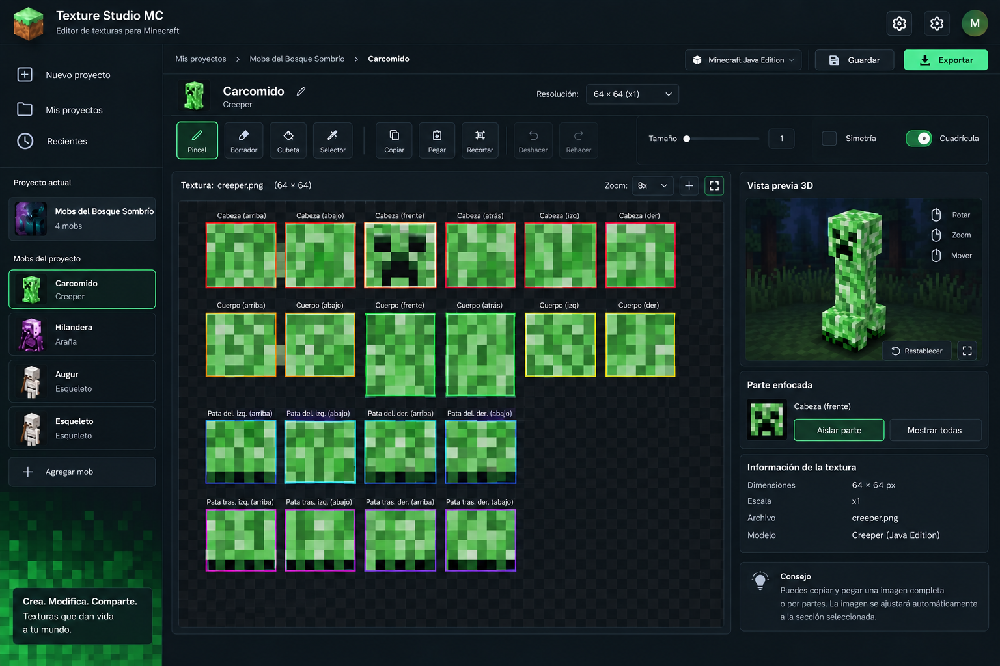 Texture Studio MC
Editor de texturas para Minecraft
M
Nuevo proyecto
Mis proyectos
Recientes
Proyecto actual
Mobs del Bosque Sombrío
4 mobs
Mobs del proyecto
Carcomido
Creeper
Hilandera
Araña
Augur
Esqueleto
Esqueleto
Esqueleto
Agregar mob
Crea. Modifica. Comparte.
Texturas que dan vida
a tu mundo.
Mis proyectos > Mobs del Bosque Sombrío > Carcomido
Minecraft Java Edition
Guardar
Exportar
Carcomido
Creeper
Resolución: 64 × 64 (x1)
Pincel
Borrador
Cubeta
Selector
Copiar
Pegar
Recortar
Deshacer
Rehacer
Tamaño 1
Simetría
Cuadrícula
Textura: creeper.png (64 × 64)
Zoom: 8x
Cabeza (arriba)
Cabeza (abajo)
Cabeza (frente)
Cabeza (atrás)
Cabeza (izq)
Cabeza (der)
Cuerpo (arriba)
Cuerpo (abajo)
Cuerpo (frente)
Cuerpo (atrás)
Cuerpo (izq)
Cuerpo (der)
Pata del. izq. (arriba)
Pata del. izq. (abajo)
Pata del. der. (arriba)
Pata del. der. (abajo)
Pata tras. izq. (arriba)
Pata tras. izq. (abajo)
Pata tras. der. (arriba)
Pata tras. der. (abajo)
Vista previa 3D
Rotar
Zoom
Mover
Restablecer
Parte enfocada
Cabeza (frente)
Aislar parte
Mostrar todas
Información de la textura
Dimensiones 64 × 64 px
Escala x1
Archivo creeper.png
Modelo Creeper (Java Edition)
Consejo
Puedes copiar y pegar una imagen completa
o por partes. La imagen se ajustará automáticamente
a la sección seleccionada.